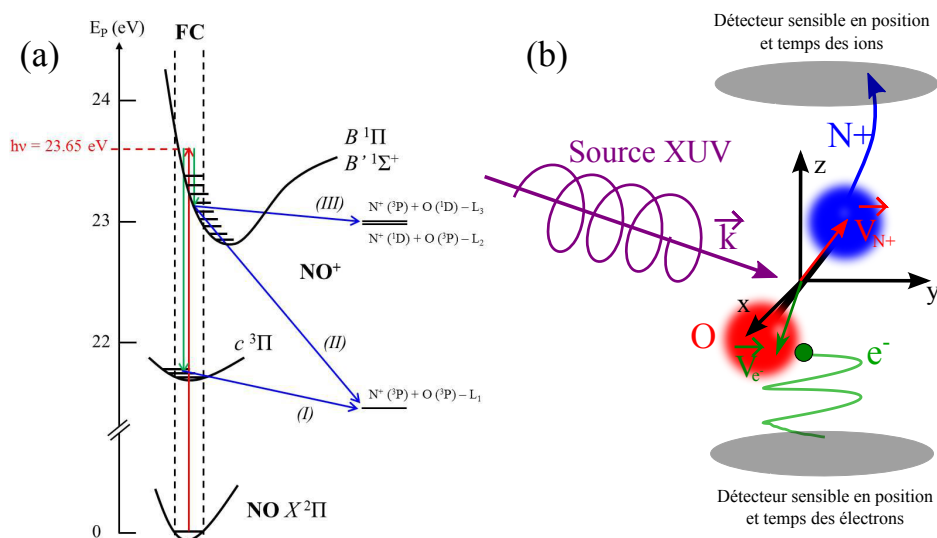 (a)
E_P (eV)
FC
24
hν = 23.65 eV
B ¹Π
B' ¹Σ⁺
(III)
N⁺ (³P) + O (¹D) – L₃
23
N⁺ (¹D) + O (³P) – L₂
NO⁺
22
c ³Π
(II)
N⁺ (³P) + O (³P) – L₁
(I)
NO X²Π
0
(b)
Détecteur sensible en position
et temps des ions
N+
Source XUV
z
k
V_N+
y
x
O
V_e
e⁻
Détecteur sensible en position
et temps des électrons